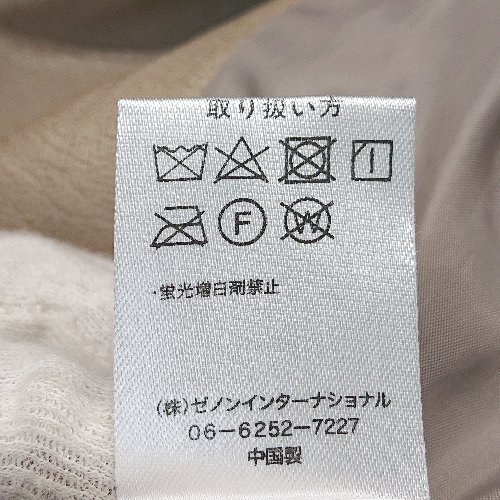 取り扱い方
F
W
・蛍光増白剤禁止
(株)ゼノンインターナショナル
06-6252-7227
中国製